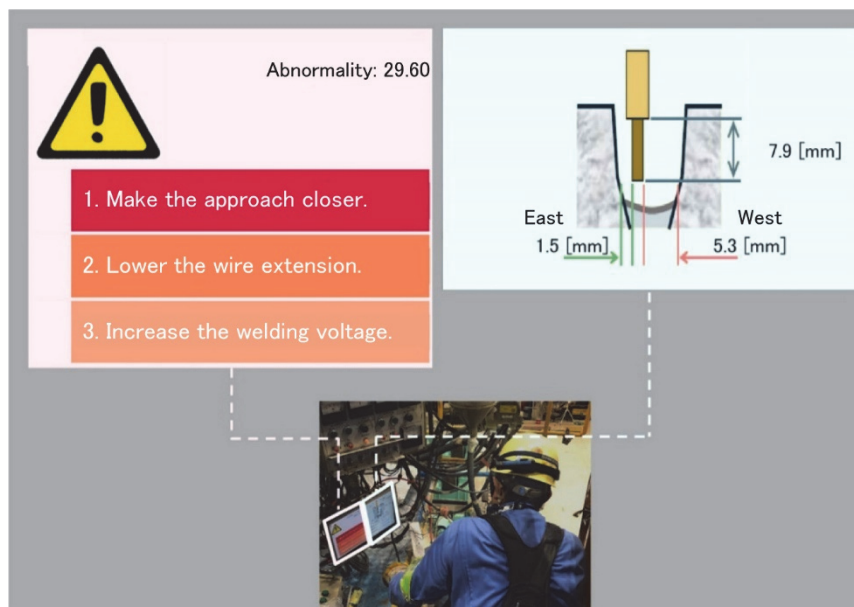 Abnormality: 29.60
1. Make the approach closer.
2. Lower the wire extension.
3. Increase the welding voltage.
7.9 [mm]
East
West
1.5 [mm]
5.3 [mm]